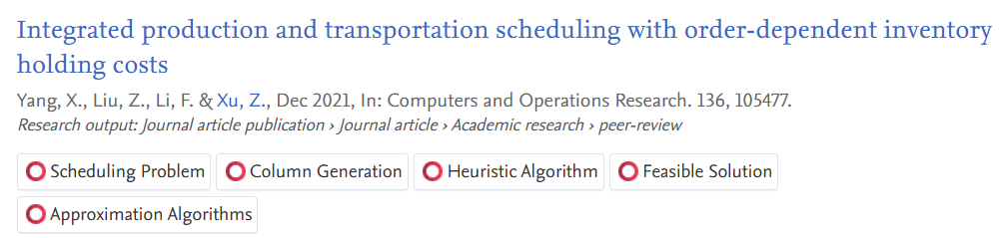 Integrated production and transportation scheduling with order-dependent inventory
holding costs
Yang, X., Liu, Z., Li, F. & Xu, Z., Dec 2021, In: Computers and Operations Research. 136, 105477.
Research output: Journal article publication › Journal article › Academic research › peer-review
Scheduling Problem Column Generation Heuristic Algorithm Feasible Solution
Approximation Algorithms